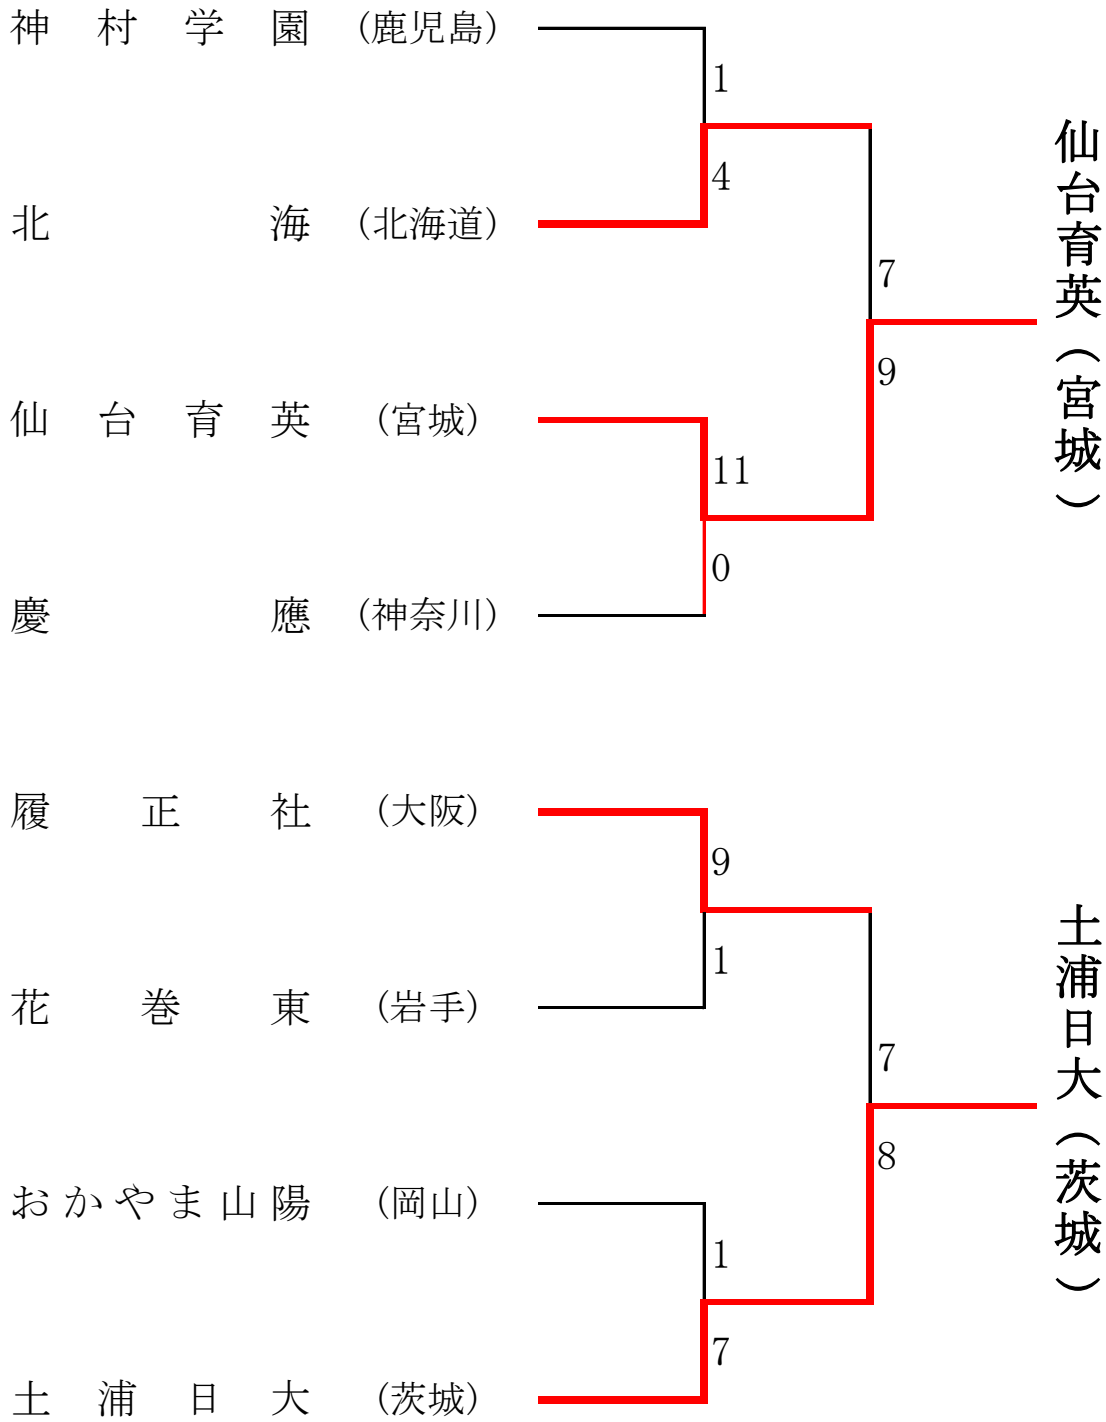 神村学園 (鹿児島)
1
4
北海 (北海道)
7
9
仙台育英 (宮城)
11
0
慶應 (神奈川)
仙台育英（宮城）
履正社 (大阪)
9
1
花巻東 (岩手)
7
8
おかやま山陽 (岡山)
1
7
土浦日大 (茨城)
土浦日大（茨城）